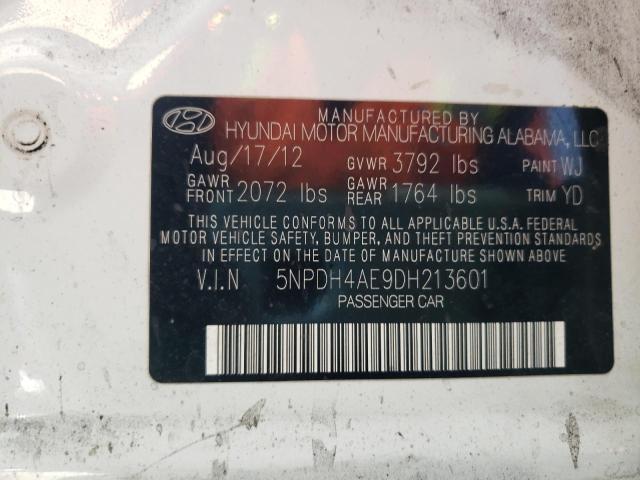 MANUFACTURED BY
HYUNDAI MOTOR MANUFACTURING ALABAMA, LLC
Aug/17/12 GVWR 3792 lbs PAINT WJ
GAWR FRONT 2072 lbs GAWR REAR 1764 lbs TRIM YD
THIS VEHICLE CONFORMS TO ALL APPLICABLE U.S.A. FEDERAL
MOTOR VEHICLE SAFETY, BUMPER, AND THEFT PREVENTION STANDARDS
IN EFFECT ON THE DATE OF MANUFACTURE SHOWN ABOVE
V.I.N 5NPDH4AE9DH213601
PASSENGER CAR